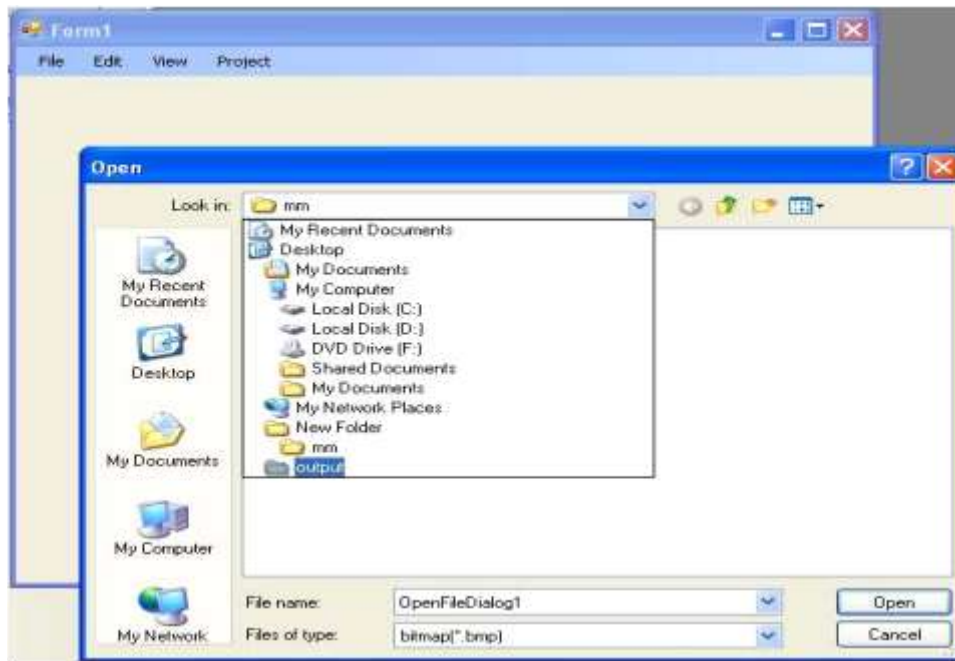 Form1
File Edit View Project
Open
Look in: mm
My Recent Documents
Desktop
My Documents
My Computer
Local Disk (C:)
Local Disk (D:)
DVD Drive (F:)
Shared Documents
My Documents
My Network Places
New Folder
mm
output
My Recent
Documents
Desktop
My Documents
My Computer
My Network
File name: OpenFileDialog1 Open
Files of type: bitmap(*.bmp) Cancel